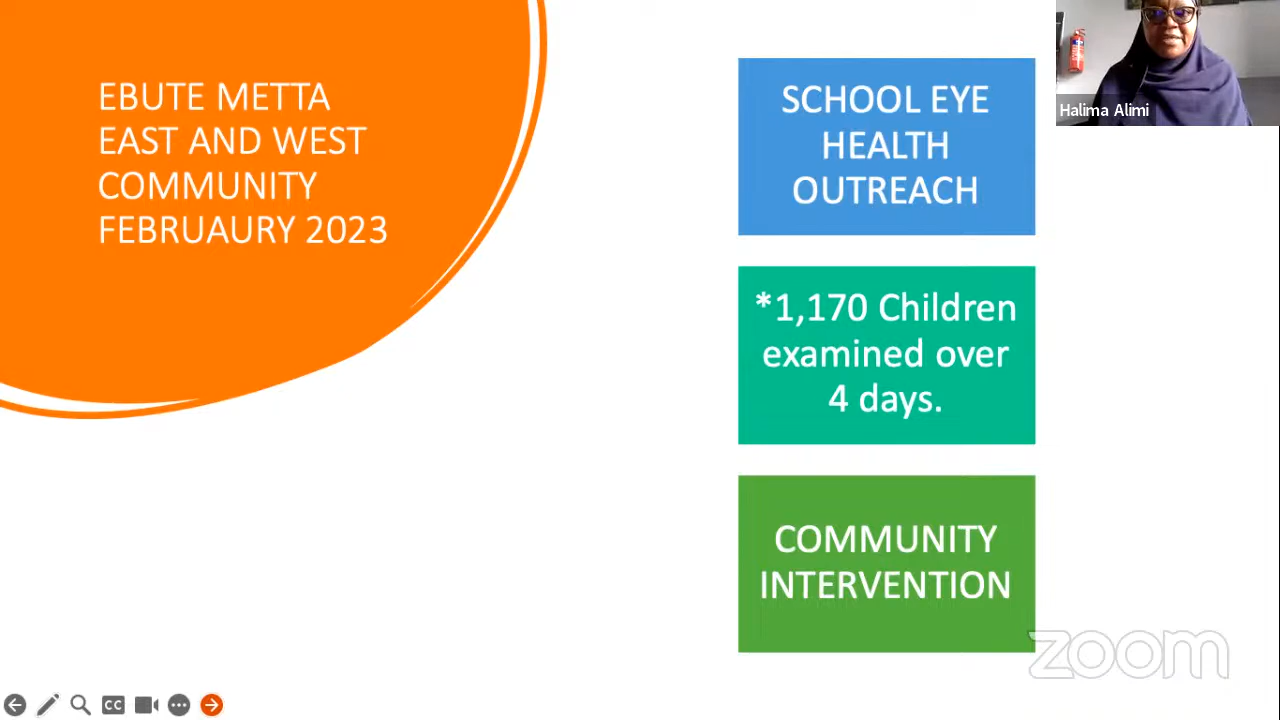 EBUTE METTA
EAST AND WEST
COMMUNITY
FEBRUAURY 2023
SCHOOL EYE
HEALTH
OUTREACH
*1,170 Children
examined over
4 days.
COMMUNITY
INTERVENTION
Halima Alimi
zoom
CC